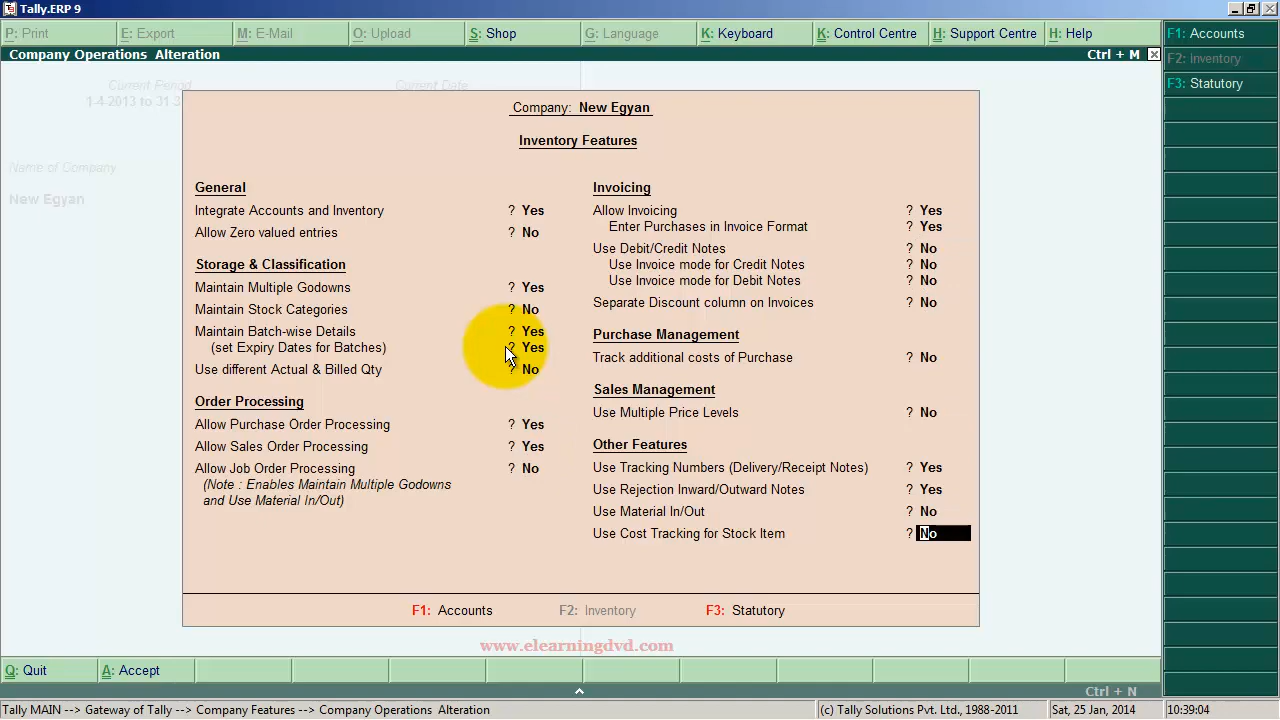 Tally.ERP 9
P: Print
E: Export
M: E-Mail
O: Upload
S: Shop
G: Language
K: Keyboard
K: Control Centre
H: Support Centre
H: Help
F1: Accounts
F2: Inventory
F3: Statutory
Company Operations Alteration
Ctrl + M
Current Period
1-4-2013 to 31
Current Dat
Name of Company
New Egyan
Company: New Egyan
Inventory Features
General
Integrate Accounts and Inventory ? Yes
Allow Zero valued entries ? No
Storage & Classification
Maintain Multiple Godowns ? Yes
Maintain Stock Categories ? No
Maintain Batch-wise Details ? Yes
(set Expiry Dates for Batches) ? Yes
Use different Actual & Billed Qty ? No
Order Processing
Allow Purchase Order Processing ? Yes
Allow Sales Order Processing ? Yes
Allow Job Order Processing ? No
(Note : Enables Maintain Multiple Godowns
and Use Material In/Out)
Invoicing
Allow Invoicing ? Yes
Enter Purchases in Invoice Format ? Yes
Use Debit/Credit Notes ? No
Use Invoice mode for Credit Notes ? No
Use Invoice mode for Debit Notes ? No
Separate Discount column on Invoices ? No
Purchase Management
Track additional costs of Purchase ? No
Sales Management
Use Multiple Price Levels ? No
Other Features
Use Tracking Numbers (Delivery/Receipt Notes) ? Yes
Use Rejection Inward/Outward Notes ? Yes
Use Material In/Out ? No
Use Cost Tracking for Stock Item ? No
F1: Accounts F2: Inventory F3: Statutory
www.elearningdvd.com
Q: Quit
A: Accept
Ctrl + N
Tally MAIN --> Gateway of Tally --> Company Features --> Company Operations Alteration
(c) Tally Solutions Pvt. Ltd., 1988-2011
Sat, 25 Jan, 2014
10:39:04